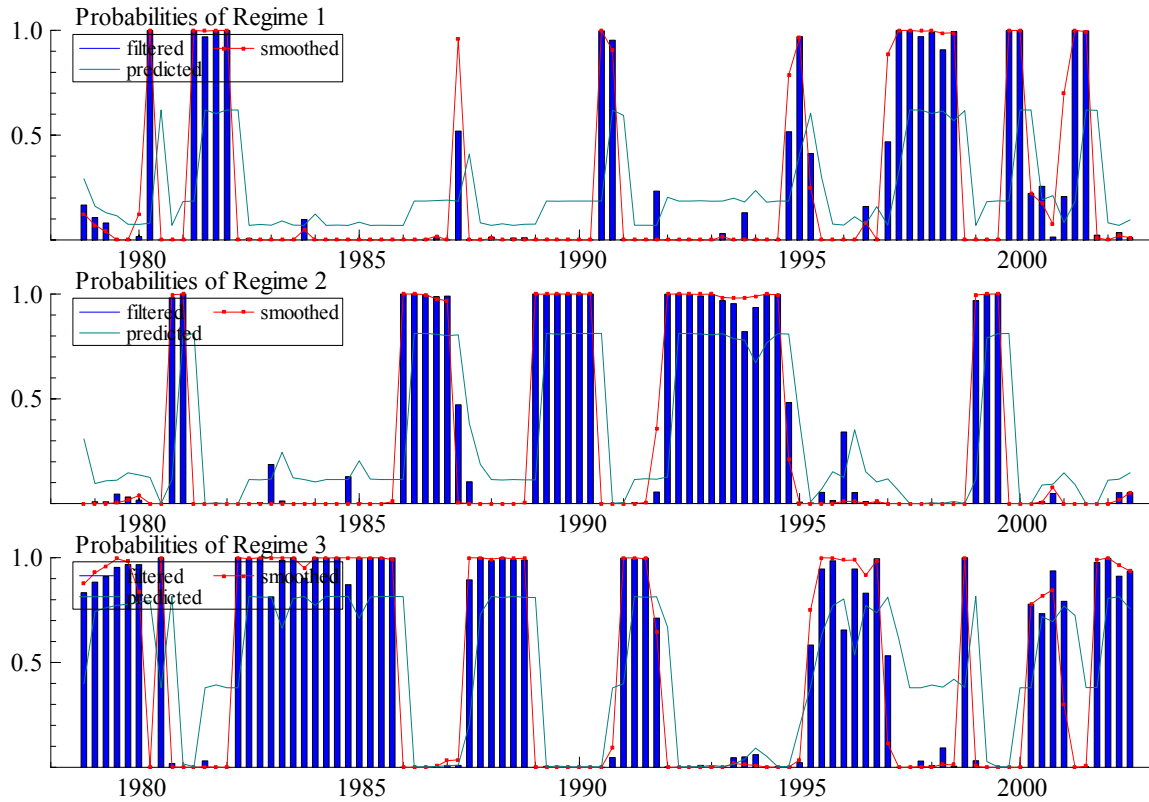 Probabilities of Regime 1
1.0
filtered smoothed
predicted
0.5
1980 1985 1990 1995 2000
Probabilities of Regime 2
1.0
filtered smoothed
predicted
0.5
1980 1985 1990 1995 2000
Probabilities of Regime 3
1.0
filtered smoothed
predicted
0.5
1980 1985 1990 1995 2000